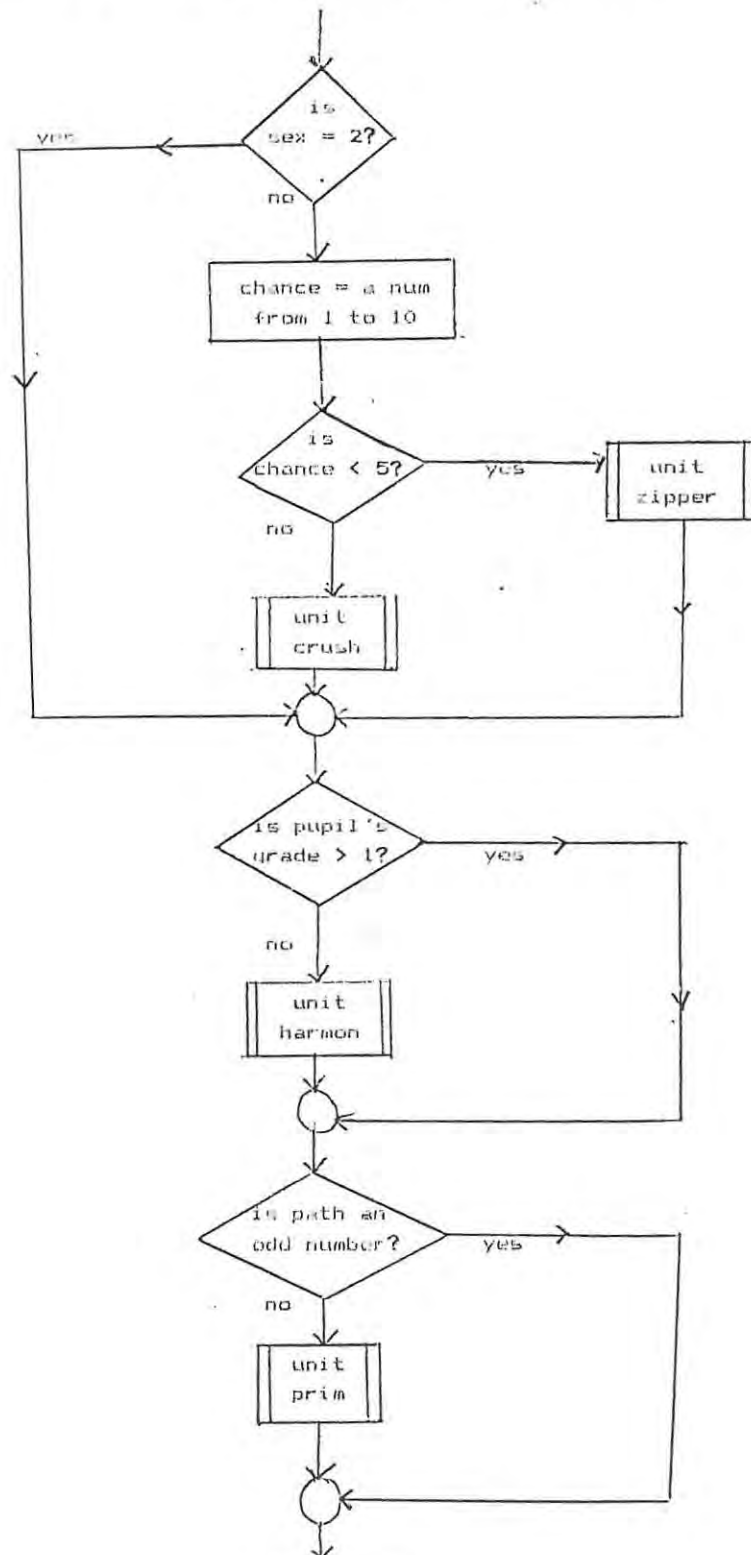 is
sex = 2?
yes
no
chance = a num
from 1 to 10
is
chance < 5?
yes
unit
zipper
no
unit
crush
is pupil's
grade > 1?
yes
no
unit
harmon
is path an
odd number?
yes
no
unit
prim